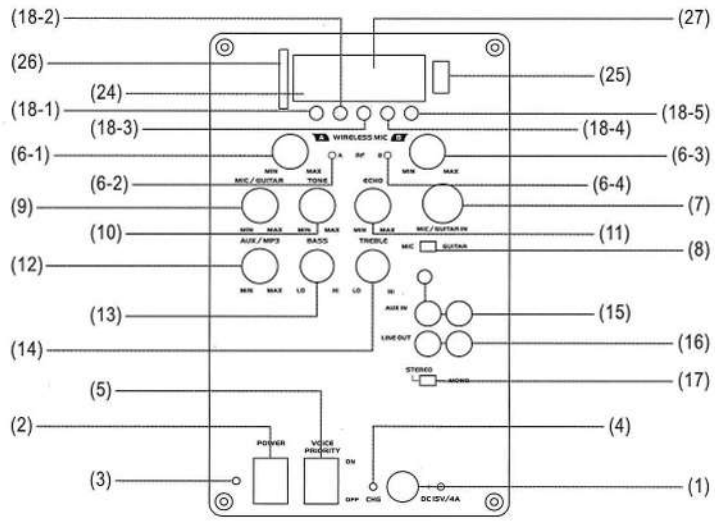 (18-2)
(27)
(26)
(25)
(24)
(18-1)
(18-5)
(18-3)
(18-4)
A WIRELESS MIC B
(6-1)
(6-3)
A RF B
MIN MAX
MIN MAX
(6-2)
(6-4)
MIC/GUITAR TONE ECHO
(9)
(7)
MIN MAX MIN MAX MIN MAX MIC/GUITAR IN
(10)
(11)
AUX/MP3 BASS TREBLE
MIC GUITAR
(8)
(12)
MIN MAX LO HI LO HI
AUX IN
(13)
(15)
LINE OUT
(14)
(16)
STEREO
MONO
(17)
(5)
(2)
(4)
POWER VOICE
PRIORITY
ON
(3)
(1)
OFF CHG DC15V/4A